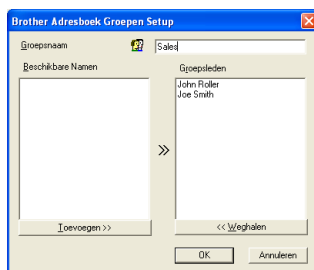 Brother Adresboek Groepen Setup
Groepsnaam
Sales
Beschikbare Namen
Groepsleden
John Roller
Joe Smith
>>
Toevoegen >>
<< Weghalen
OK
Annuleren